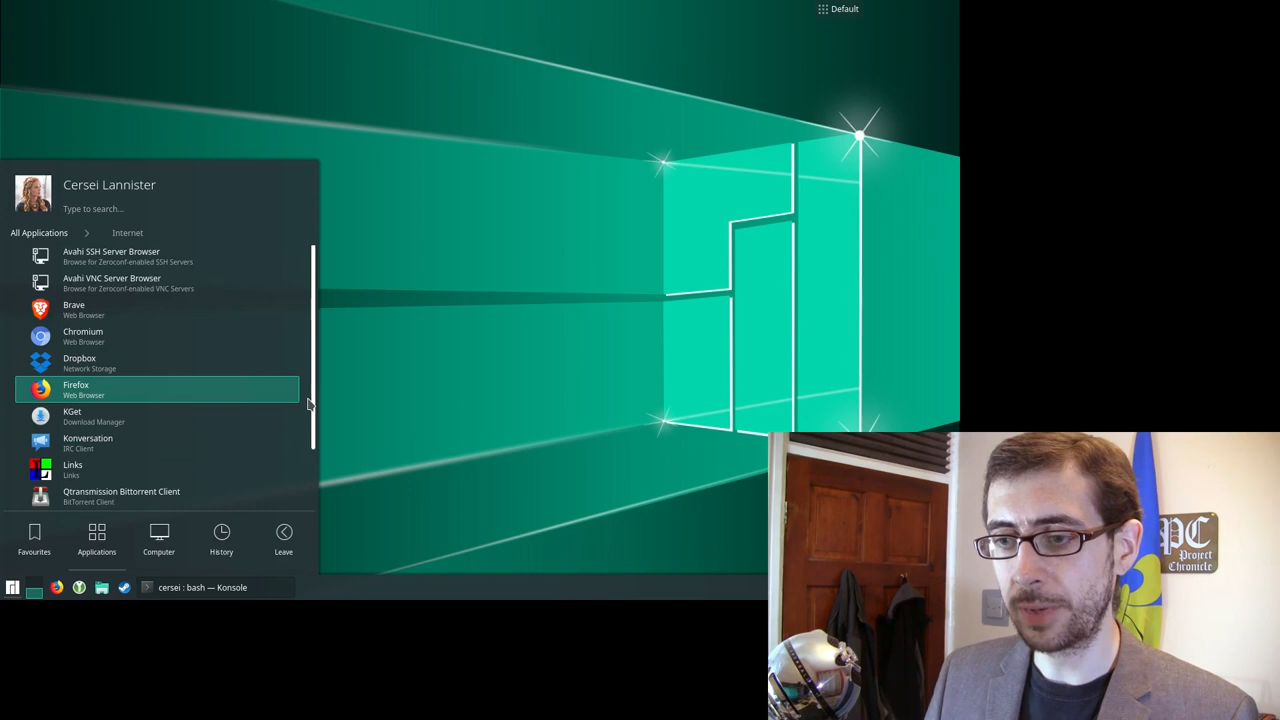 Default
Cersei Lannister
Type to search...
All Applications > Internet
Avahi SSH Server Browser
Browse for Zeroconf-enabled SSH Servers
Avahi VNC Server Browser
Browse for Zeroconf-enabled VNC Servers
Brave
Web Browser
Chromium
Web Browser
Dropbox
Network Storage
Firefox
Web Browser
KGet
Download Manager
Konversation
IRC Client
Links
Links
Qtransmission Bittorrent Client
BitTorrent Client
Favourites
Applications
Computer
History
Leave
cersei : bash — Konsole
PC
Project
Chronicle